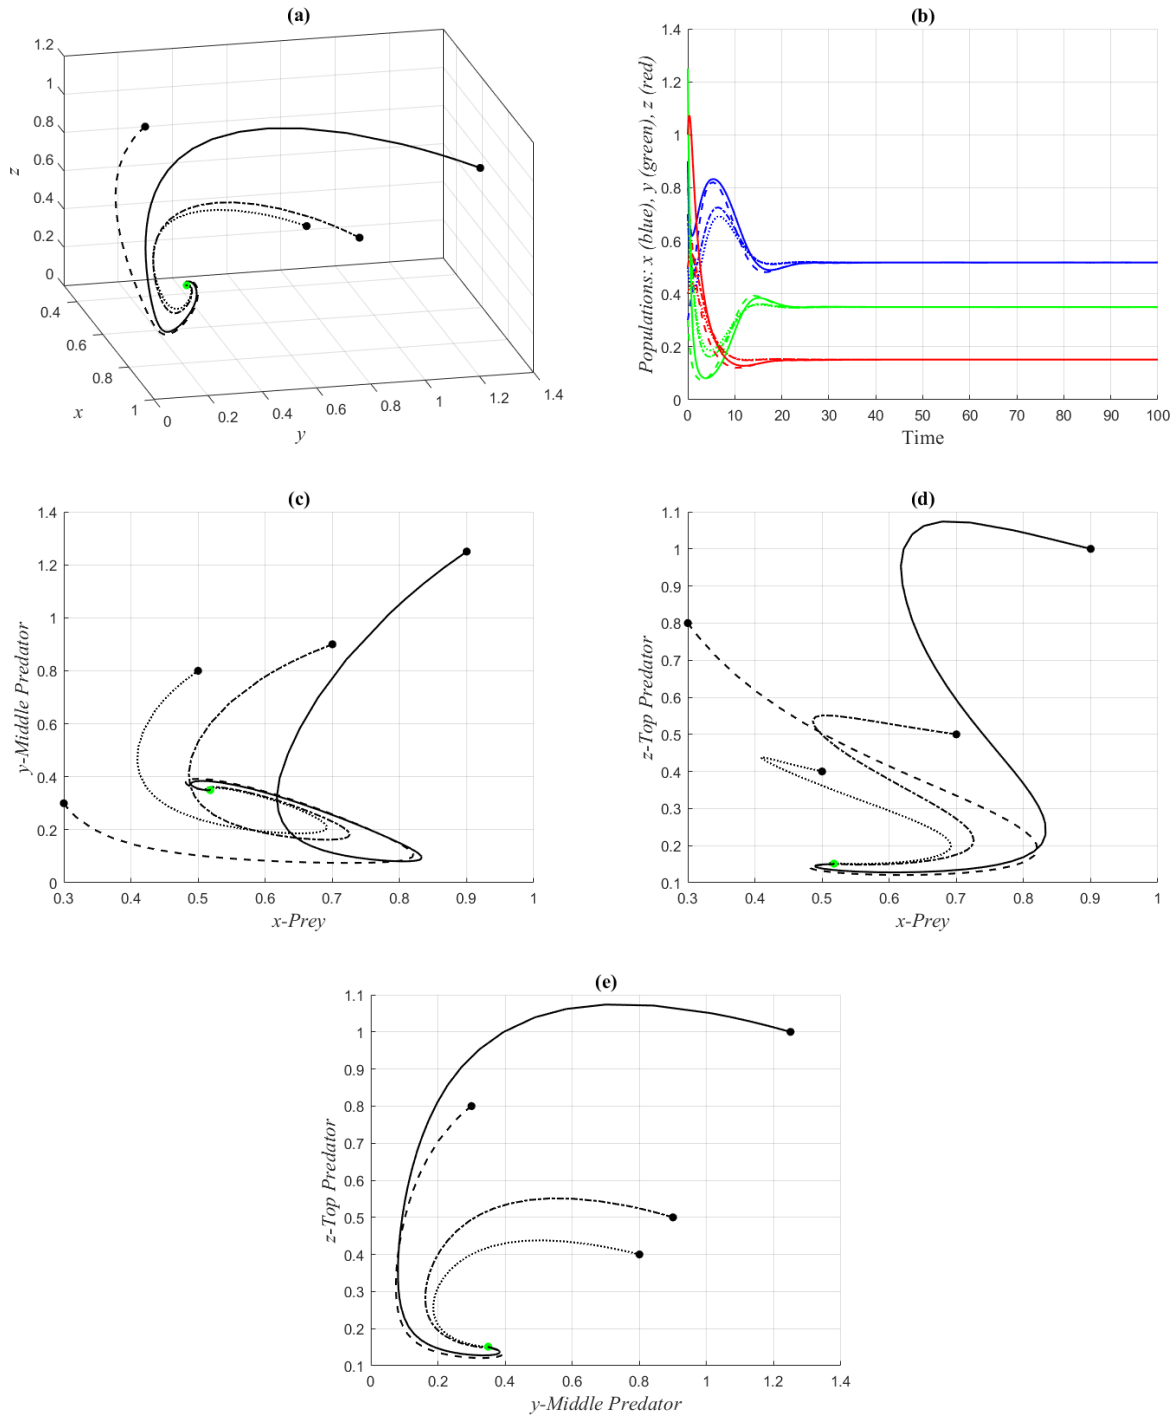 (a)
1.2
1
0.8
0.6
0.4
0.2
0
z
0.4
0.6
0.8
1
x
0 0.2 0.4 0.6 0.8 1 1.2 1.4
y
(b)
1.4
1.2
1
0.8
0.6
0.4
0.2
0
Populations: x (blue), y (green), z (red)
0 10 20 30 40 50 60 70 80 90 100
Time
(c)
1.4
1.2
1
0.8
0.6
0.4
0.2
0
y-Middle Predator
0.3 0.4 0.5 0.6 0.7 0.8 0.9 1
x-Prey
(d)
1.1
1
0.9
0.8
0.7
0.6
0.5
0.4
0.3
0.2
0.1
z-Top Predator
0.3 0.4 0.5 0.6 0.7 0.8 0.9 1
x-Prey
(e)
1.1
1
0.9
0.8
0.7
0.6
0.5
0.4
0.3
0.2
0.1
z-Top Predator
0 0.2 0.4 0.6 0.8 1 1.2 1.4
y-Middle Predator